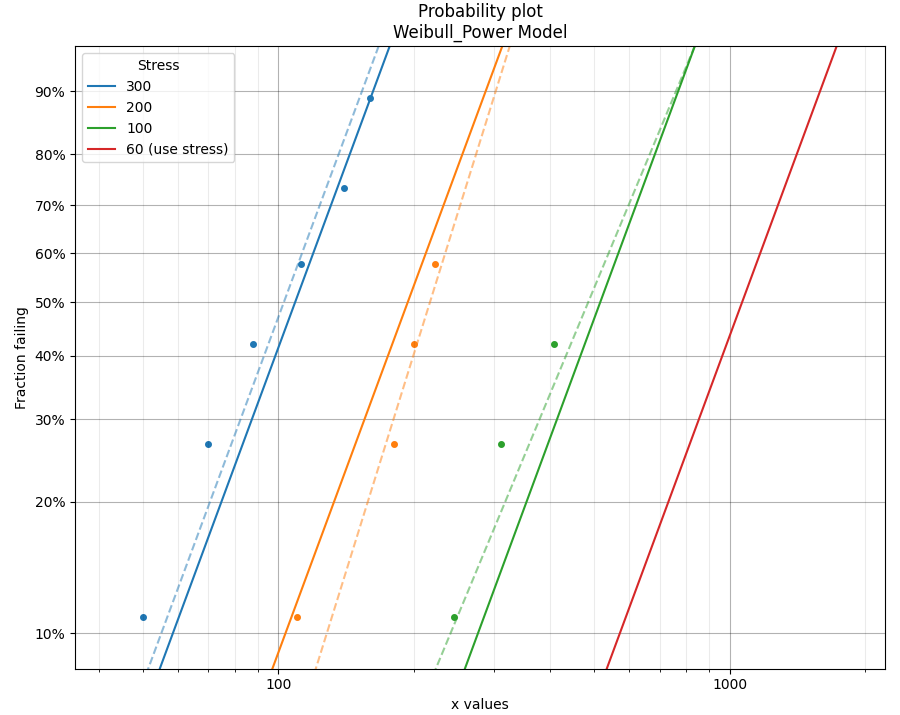 Probability plot
Weibull_Power Model
Stress
300
200
100
60 (use stress)
90%
80%
70%
60%
50%
40%
30%
20%
10%
Fraction failing
100
1000
x values